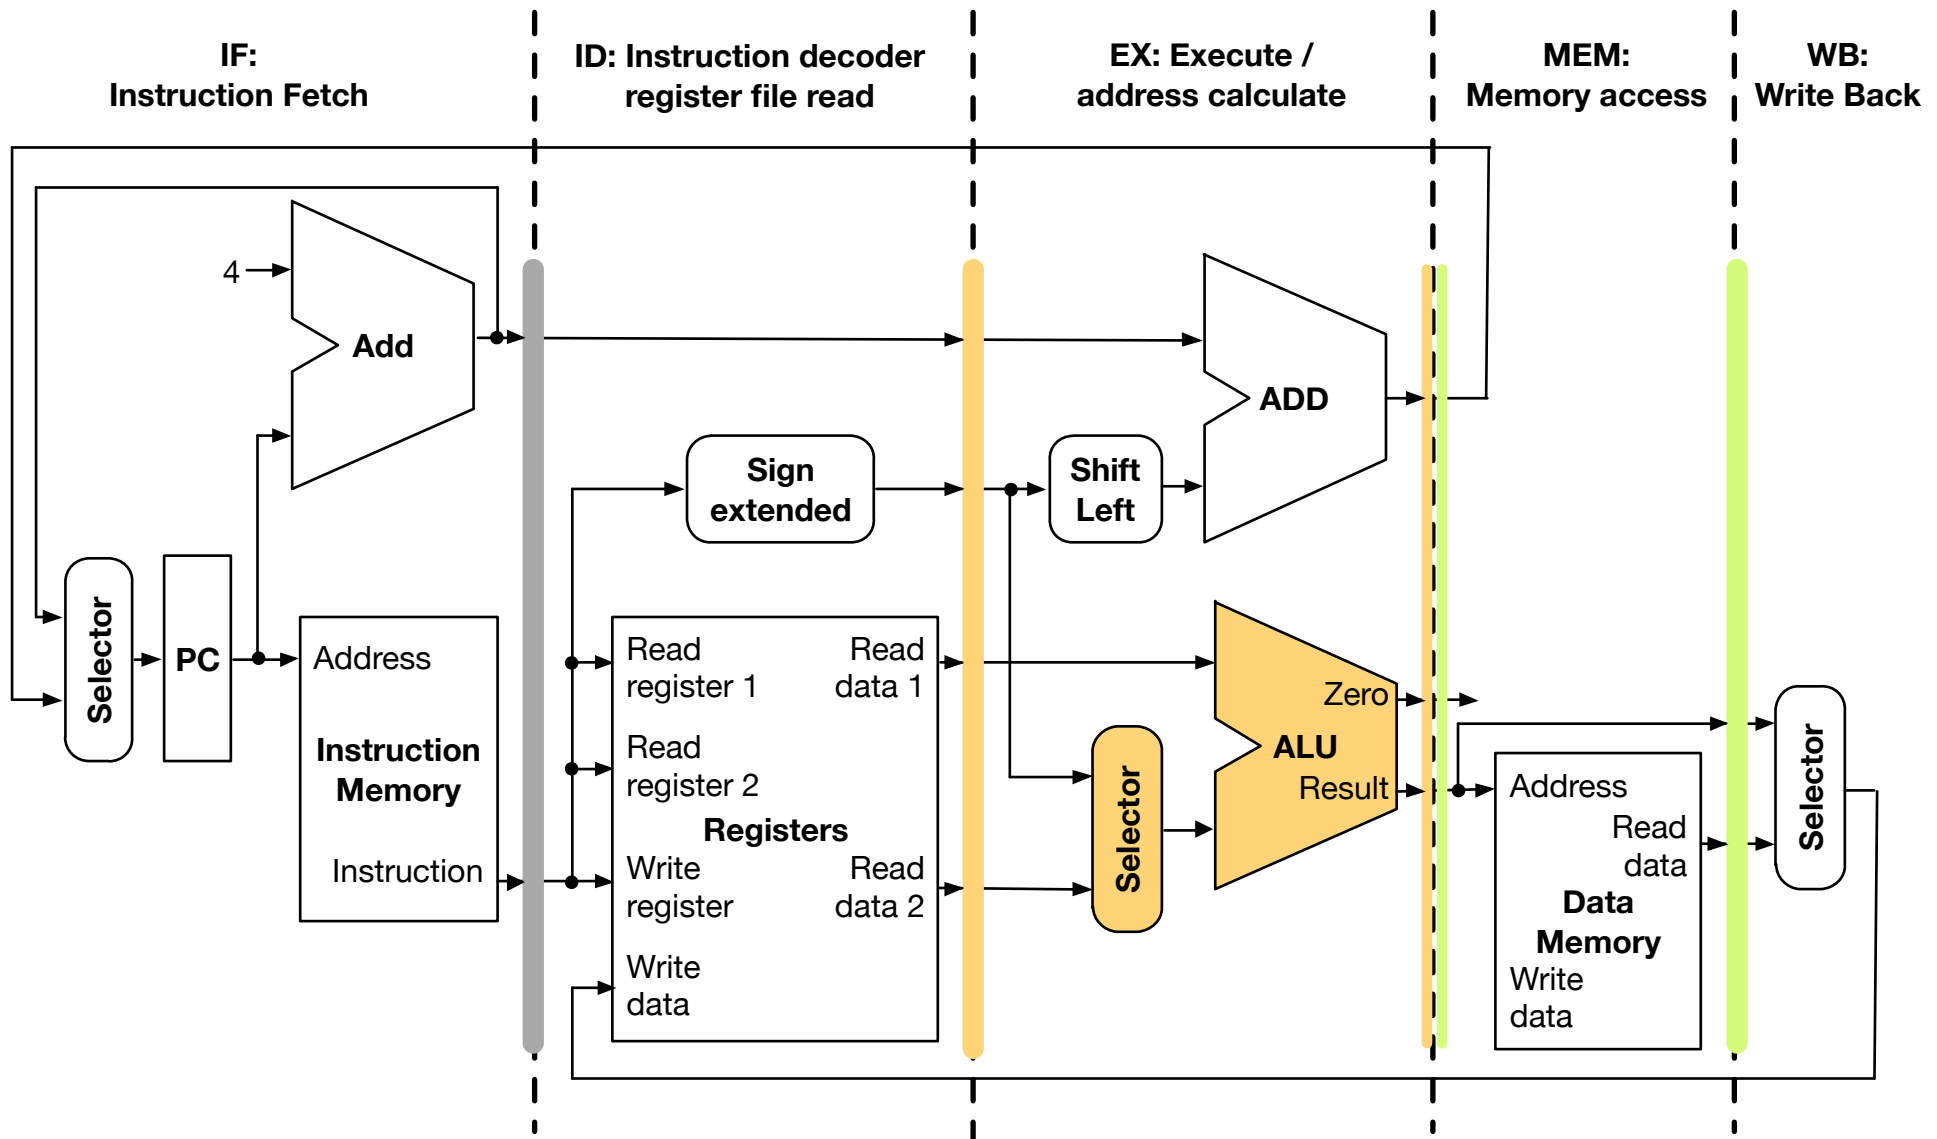 IF:
Instruction Fetch
ID: Instruction decoder
register file read
EX: Execute /
address calculate
MEM:
Memory access
WB:
Write Back
4
Add
ADD
Sign
extended
Shift
Left
Selector
PC
Address
Instruction
Memory
Instruction
Read
register 1
Read
data 1
Read
register 2
Registers
Write
register
Read
data 2
Write
data
Selector
Zero
ALU
Result
Address
Read
data
Data
Memory
Write
data
Selector